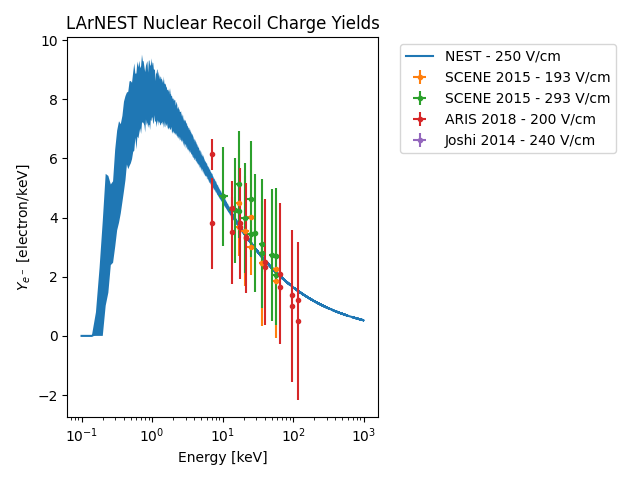 LArNEST Nuclear Recoil Charge Yields
NEST - 250 V/cm
SCENE 2015 - 193 V/cm
SCENE 2015 - 293 V/cm
ARIS 2018 - 200 V/cm
Joshi 2014 - 240 V/cm
Y_{e^-} [electron/keV]
10
8
6
4
2
0
−2
10^{-1} 10^{0} 10^{1} 10^{2} 10^{3}
Energy [keV]